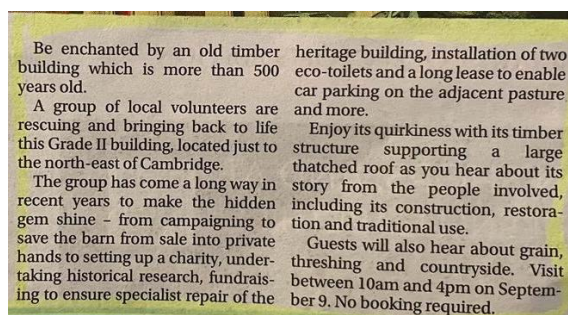 Be enchanted by an old timber
building which is more than 500
years old.
A group of local volunteers are
rescuing and bringing back to life
this Grade II building, located just to
the north-east of Cambridge.
The group has come a long way in
recent years to make the hidden
gem shine – from campaigning to
save the barn from sale into private
hands to setting up a charity, under-
taking historical research, fundrais-
ing to ensure specialist repair of the
heritage building, installation of two
eco-toilets and a long lease to enable
car parking on the adjacent pasture
and more.
Enjoy its quirkiness with its timber
structure supporting a large
thatched roof as you hear about its
story from the people involved,
including its construction, restora-
tion and traditional use.
Guests will also hear about grain,
threshing and countryside. Visit
between 10am and 4pm on Septem-
ber 9. No booking required.